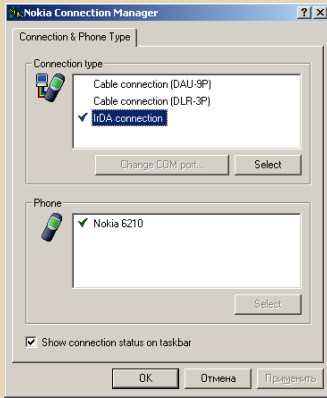 Nokia Connection Manager
Connection & Phone Type
Connection type
Cable connection (DAU-9P)
Cable connection (DLR-3P)
IrDA connection
Change COM port...
Select
Phone
Nokia 6210
Select
Show connection status on taskbar
OK
Отмена
Применить